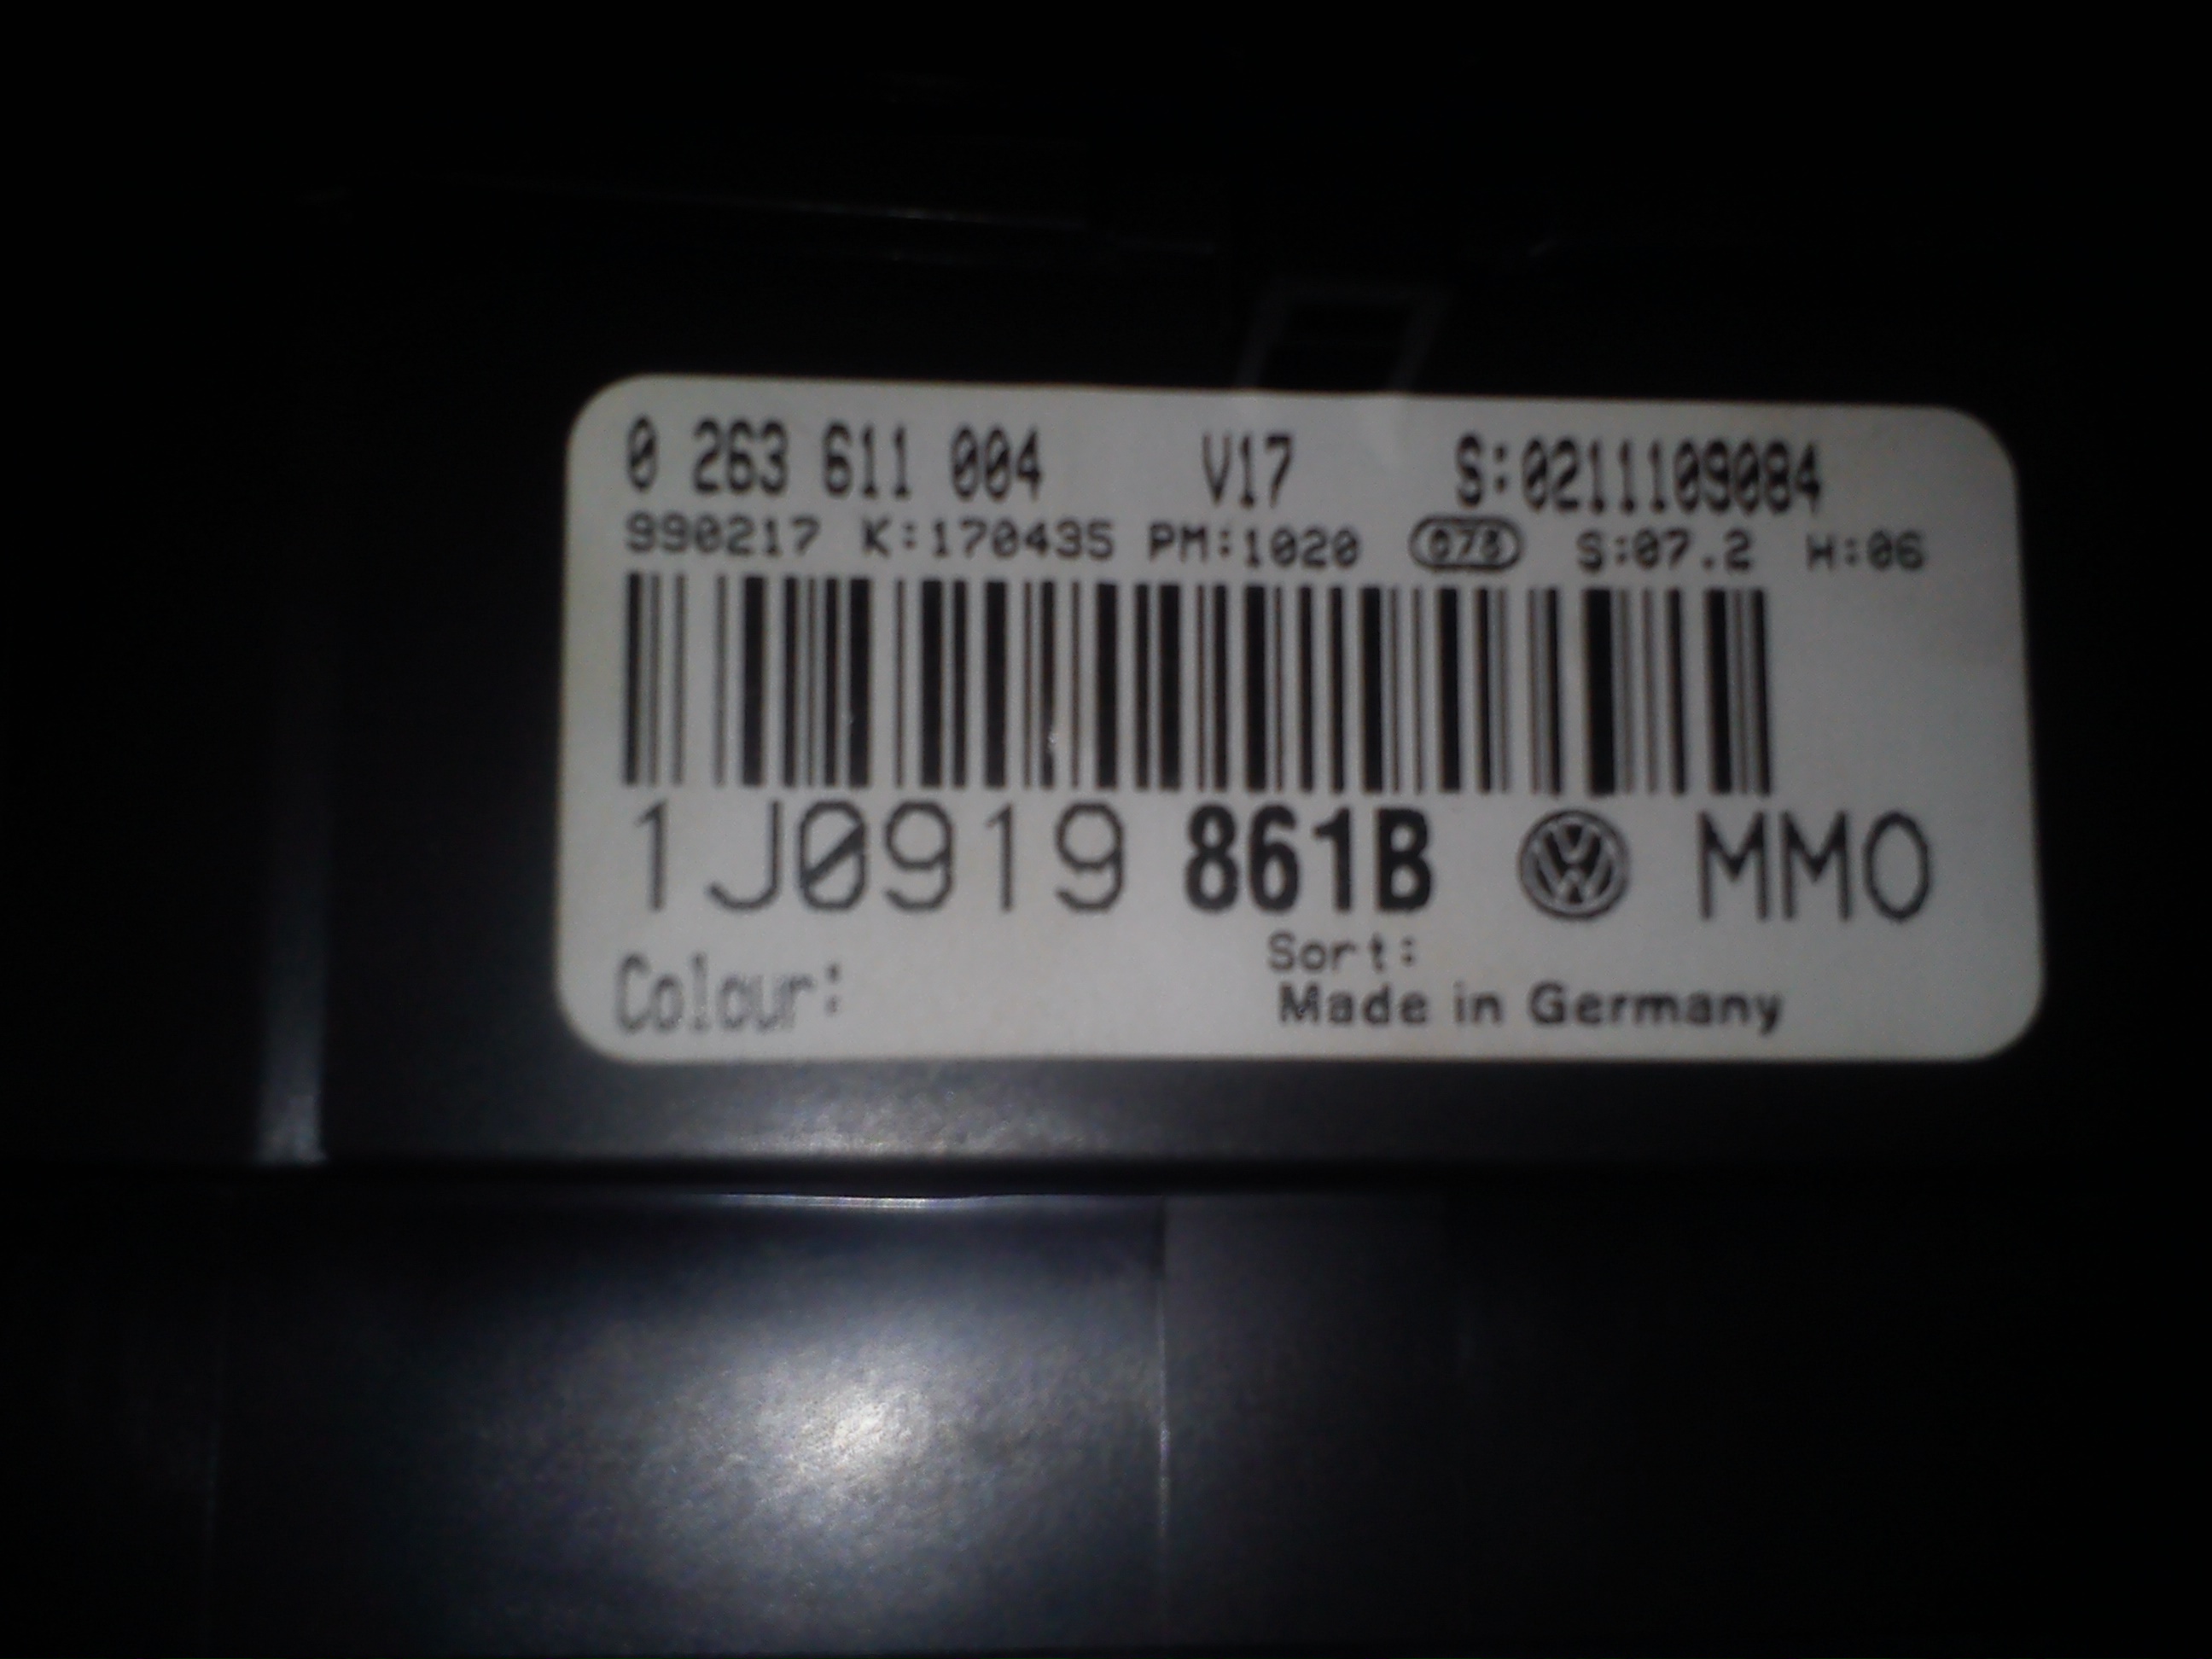 0 263 611 004 V17 S:0211109084
990217 K:170435 PM:1020 S:07.2 H:06
1J0919 861B MMO
Sort:
Colour:
Made in Germany